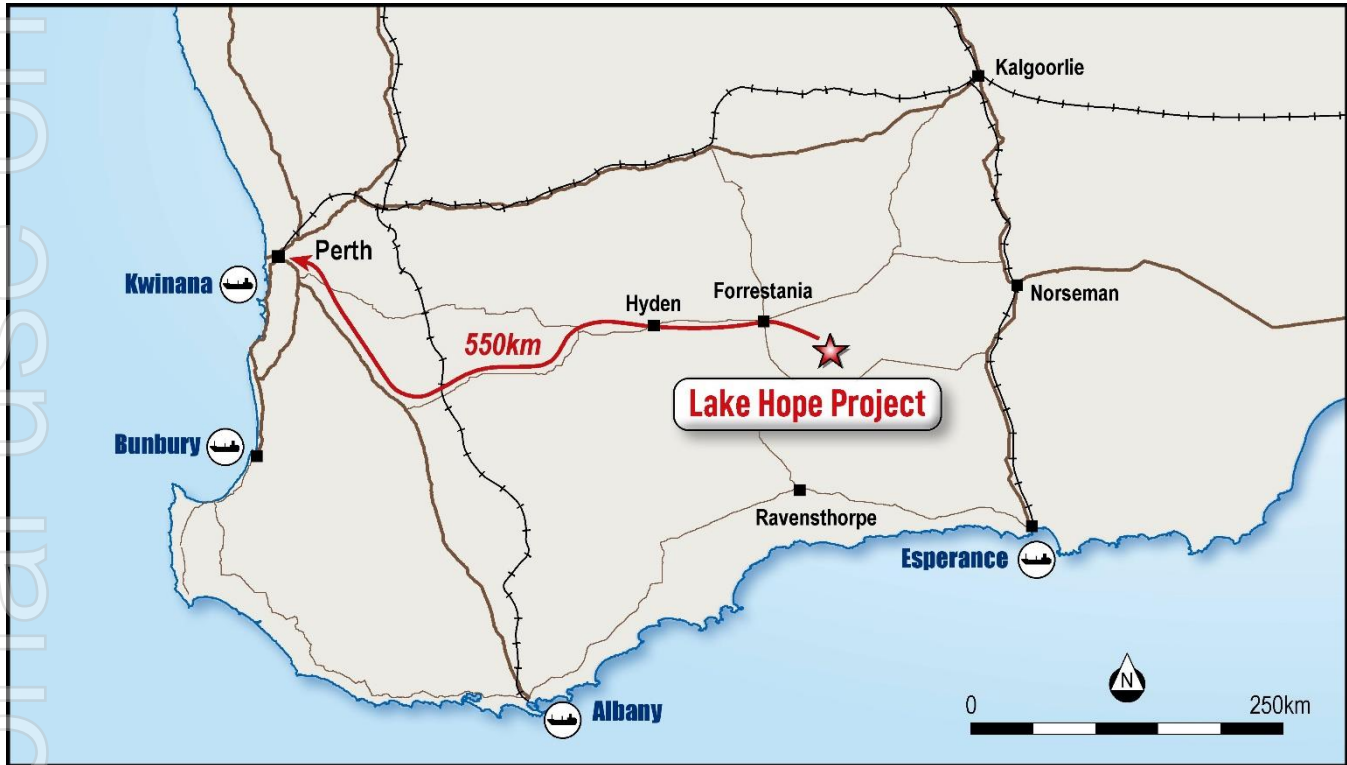 Kalgoorlie
Perth
Kwinana
Hyden
Forrestania
Norseman
550km
Lake Hope Project
Bunbury
Ravensthorpe
Esperance
Albany
N
0 250km